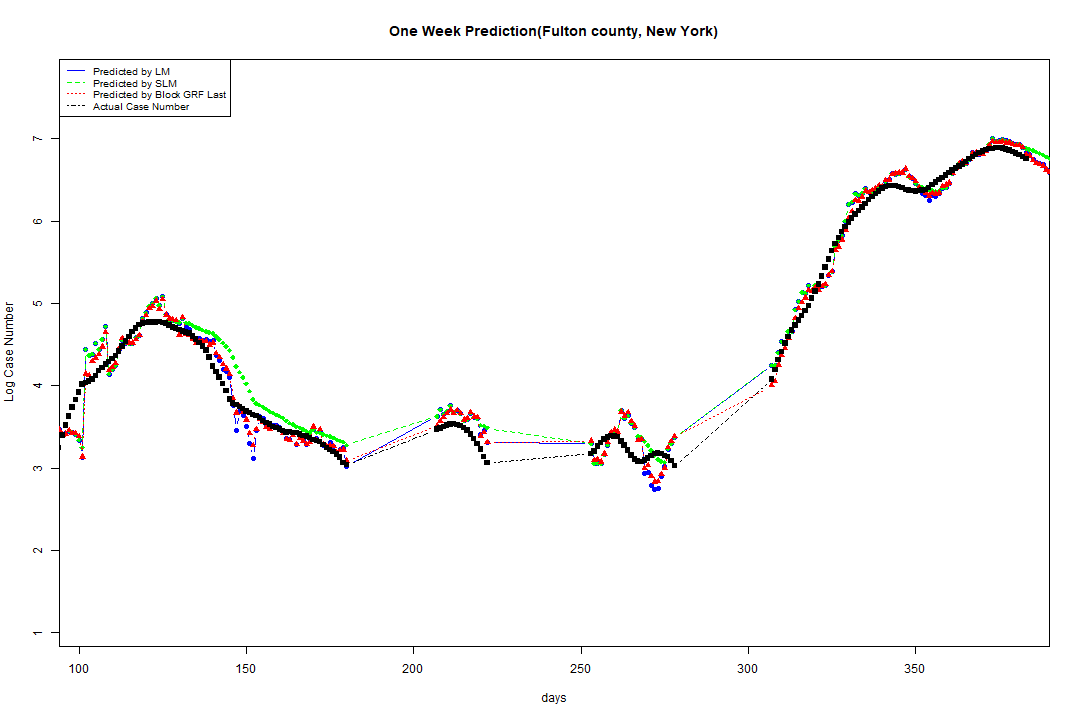 One Week Prediction(Fulton county, New York)
Predicted by LM
Predicted by SLM
Predicted by Block GRF Last
Actual Case Number
7
6
5
4
3
2
1
Log Case Number
100 150 200 250 300 350
days